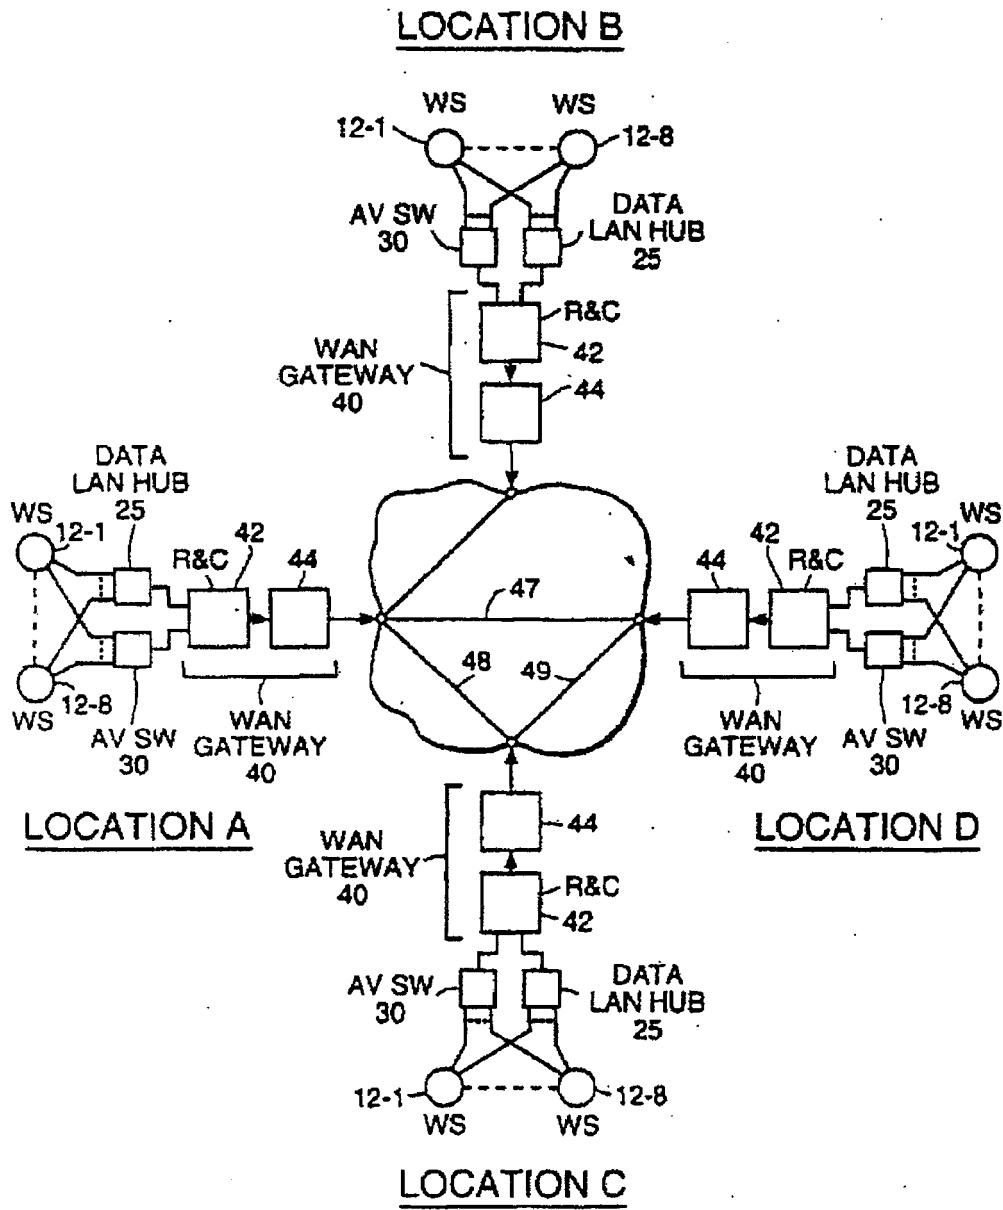 LOCATION B
WS
WS
12-1
12-8
AV SW
30
DATA
LAN HUB
25
R&C
42
WAN
GATEWAY
40
44
DATA
LAN HUB
25
WS
12-1
R&C
42
44
12-8
WS
AV SW
30
WAN
GATEWAY
40
LOCATION A
47
48
49
DATA
LAN HUB
25
WS
12-1
44
42
R&C
12-8
WS
WAN
GATEWAY
40
AV SW
30
LOCATION D
WAN
GATEWAY
40
44
R&C
42
AV SW
30
DATA
LAN HUB
25
12-1
12-8
WS
WS
LOCATION C